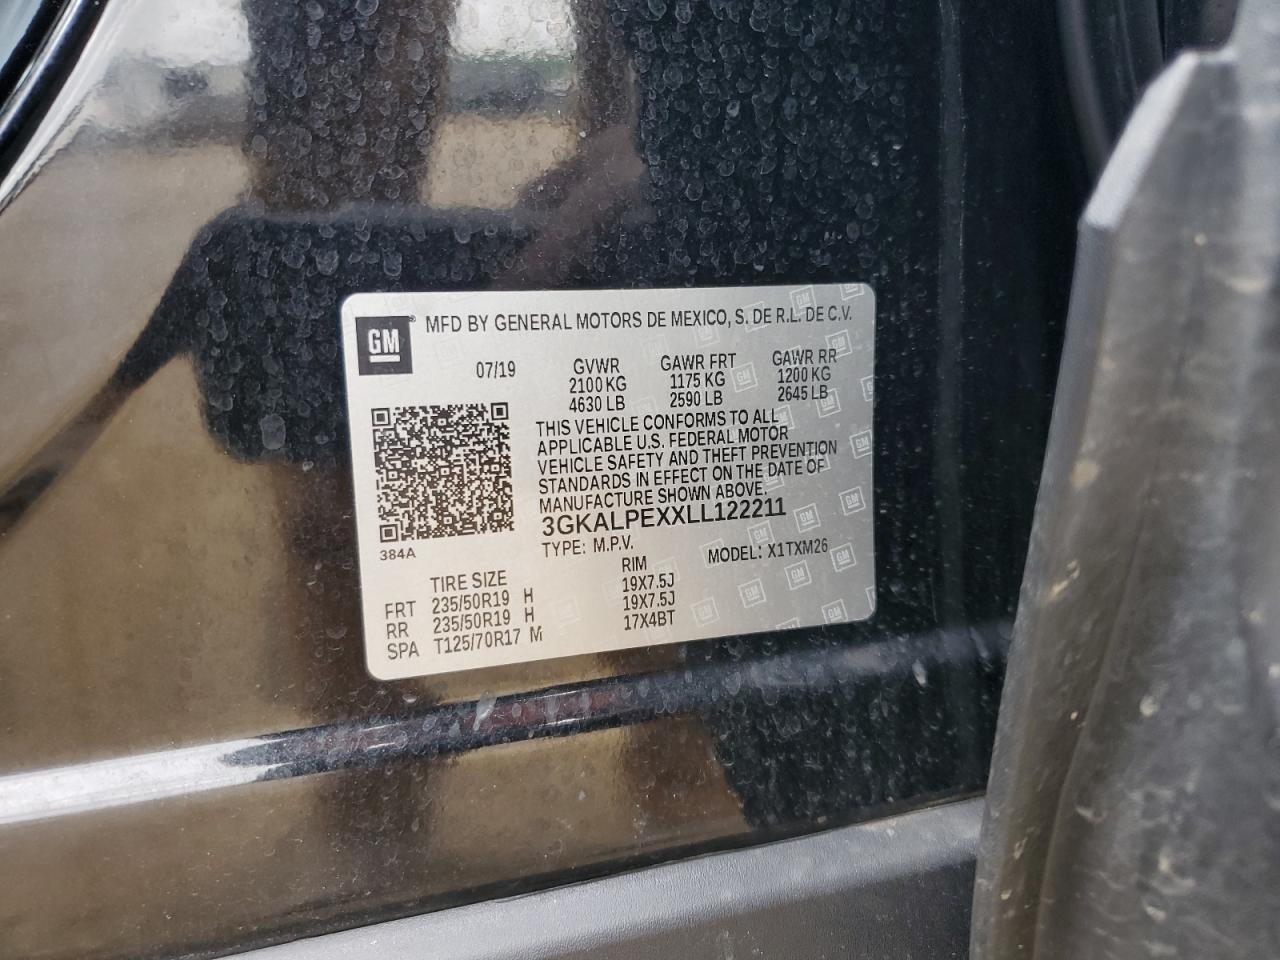 GM ® MFD BY GENERAL MOTORS DE MEXICO, S. DE R.L. DE C.V.
07/19 GVWR GAWR FRT GAWR RR
2100 KG 1175 KG 1200 KG
4630 LB 2590 LB 2645 LB
THIS VEHICLE CONFORMS TO ALL
APPLICABLE U.S. FEDERAL MOTOR
VEHICLE SAFETY AND THEFT PREVENTION
STANDARDS IN EFFECT ON THE DATE OF
MANUFACTURE SHOWN ABOVE.
3GKALPEXXLL122211
384A
TYPE: M.P.V. MODEL: X1TXM26
TIRE SIZE RIM
FRT 235/50R19 H 19X7.5J
RR 235/50R19 H 19X7.5J
SPA T125/70R17 M 17X4BT